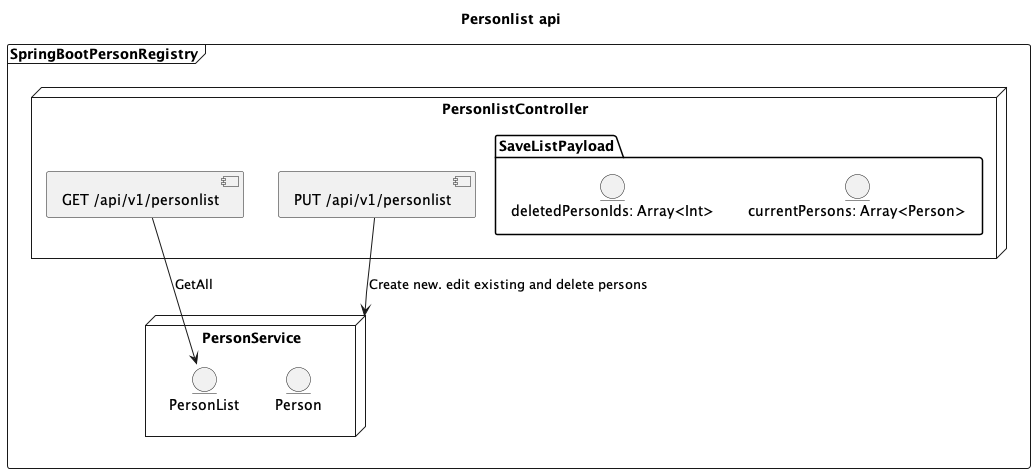 Personlist api
SpringBootPersonRegistry
PersonlistController
SaveListPayload
GET /api/v1/personlist
PUT /api/v1/personlist
deletedPersonIds: Array<Int>
currentPersons: Array<Person>
GetAll
Create new. edit existing and delete persons
PersonService
PersonList
Person